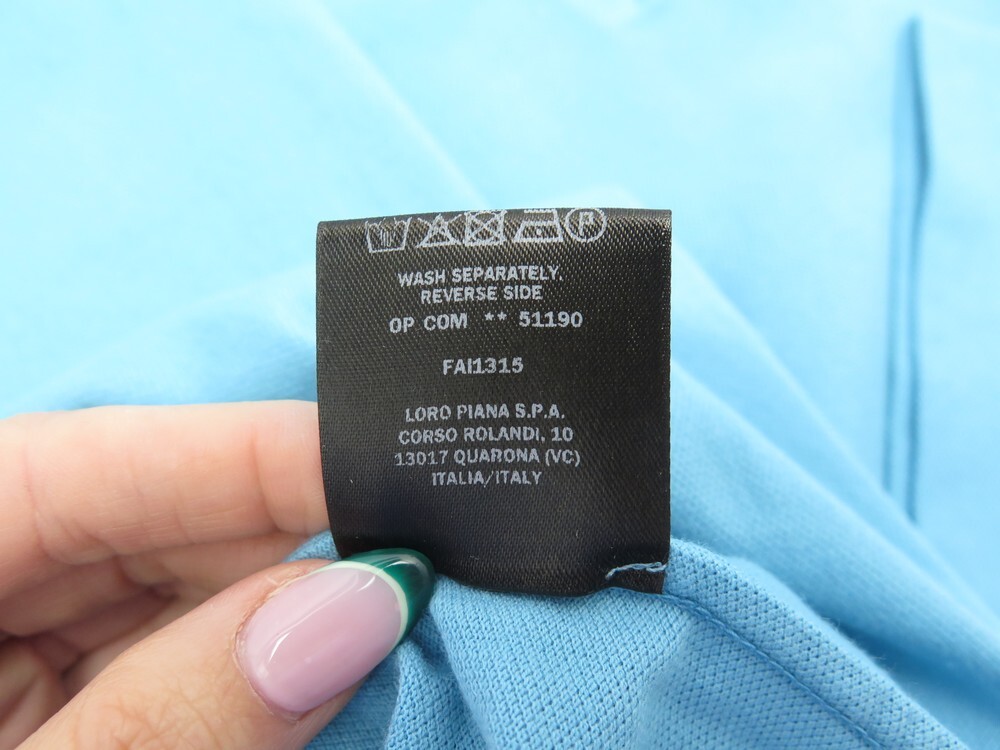 P
WASH SEPARATELY,
REVERSE SIDE
OP COM ** 51190
FAI1315
LORO PIANA S.P.A.
CORSO ROLANDI, 10
13017 QUARONA (VC)
ITALIA/ITALY